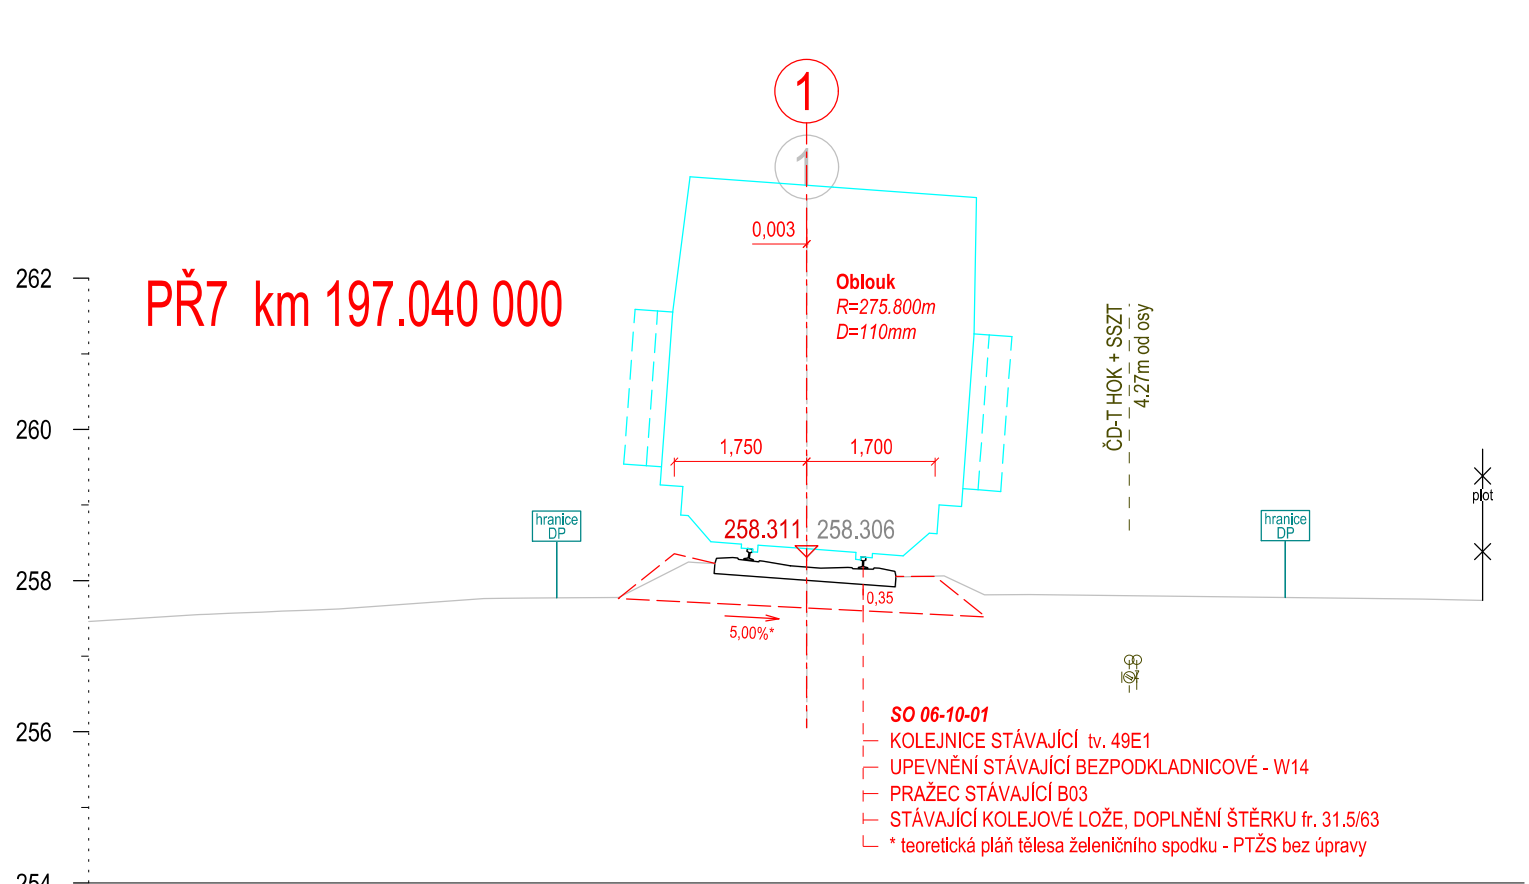 1
1
0,003
262
PŘ7 km 197.040 000
Oblouk
R=275.800m
D=110mm
ČD-T HOK + SSZT
4.27m od osy
260
1,750
1,700
plot
hranice
DP
258.311
258.306
hranice
DP
258
0,35
5,00%*
256
SO 06-10-01
KOLEJNICE STÁVAJÍCÍ tv. 49E1
UPEVNĚNÍ STÁVAJÍCÍ BEZPODKLADNICOVÉ - W14
PRAŽEC STÁVAJÍCÍ B03
STÁVAJÍCÍ KOLEJOVÉ LOŽE, DOPLNĚNÍ ŠTĚRKU fr. 31.5/63
* teoretická pláň tělesa želeničního spodku - PTŽS bez úpravy
254